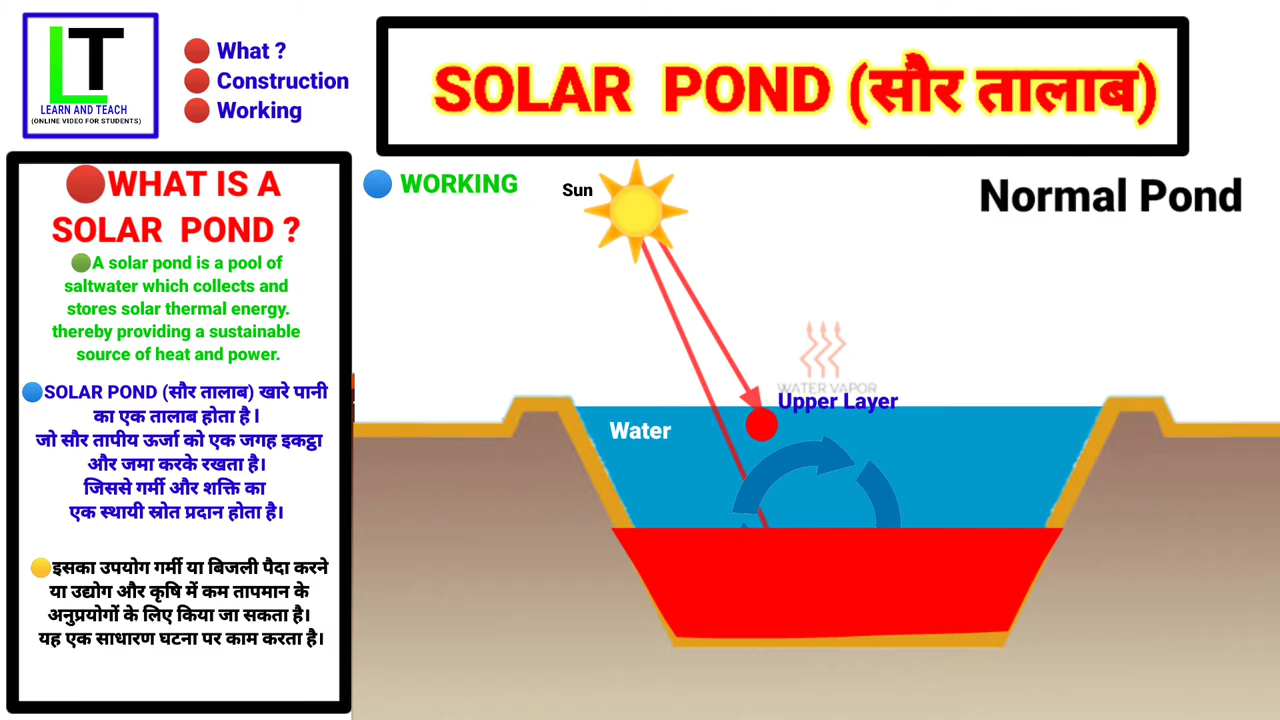 LT
LEARN AND TEACH
(ONLINE VIDEO FOR STUDENTS)
What ?
Construction
Working
SOLAR POND (सौर तालाब)
WHAT IS A
SOLAR POND ?
A solar pond is a pool of
saltwater which collects and
stores solar thermal energy.
thereby providing a sustainable
source of heat and power.
SOLAR POND (सौर तालाब) खारे पानी
का एक तालाब होता है l
जो सौर तापीय ऊर्जा को एक जगह इकट्ठा
और जमा करके रखता है।
जिससे गर्मी और शक्ति का
एक स्थायी स्रोत प्रदान होता है।
इसका उपयोग गर्मी या बिजली पैदा करने
या उद्योग और कृषि में कम तापमान के
अनुप्रयोगों के लिए किया जा सकता है।
यह एक साधारण घटना पर काम करता है।
WORKING
Sun
Normal Pond
WATER VAPOR
Upper Layer
Water